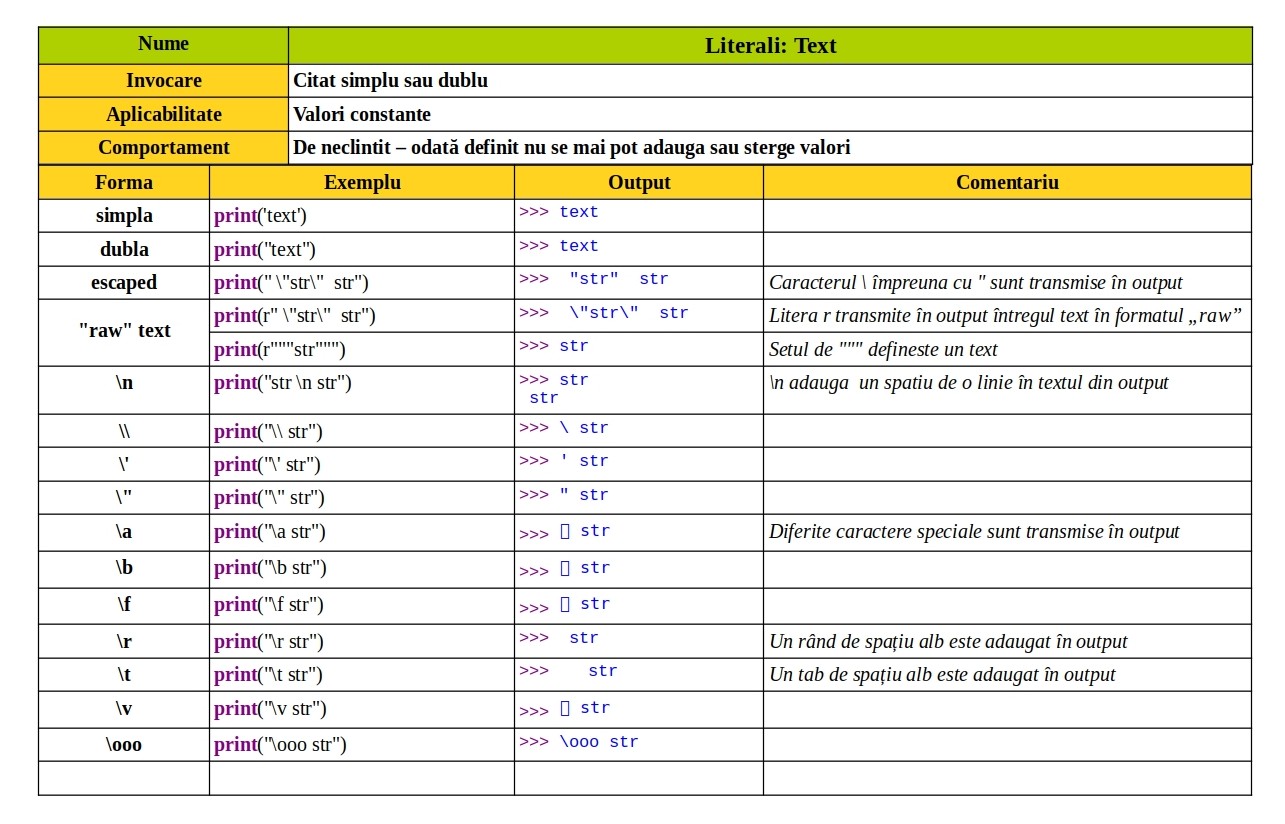 Nume Literali: Text
Invocare Citat simplu sau dublu
Aplicabilitate Valori constante
Comportament De neclintit – odată definit nu se mai pot adauga sau sterge valori
Forma Exemplu Output Comentariu
simpla print('text') >>> text
dubla print("text") >>> text
escaped print(" \"str\"  str") >>>  "str"  str Caracterul \ împreuna cu " sunt transmise în output
"raw" text print(r" \"str\"  str") >>>  \"str\"  str Litera r transmite în output întregul text în formatul „raw”
print(r"""str""") >>> str Setul de """ defineste un text
\n print("str \n str") >>> str \n adauga  un spatiu de o linie în textul din output
str
\\ print("\\ str") >>> \ str
\' print("\' str") >>> ' str
\" print("\" str") >>> " str
\a print("\a str") >>> ▯ str Diferite caractere speciale sunt transmise în output
\b print("\b str") >>> ▯ str
\f print("\f str") >>> ▯ str
\r print("\r str") >>>  str Un rând de spațiu alb este adaugat în output
\t print("\t str") >>>    str Un tab de spațiu alb este adaugat în output
\v print("\v str") >>> ▯ str
\ooo print("\ooo str") >>> \ooo str